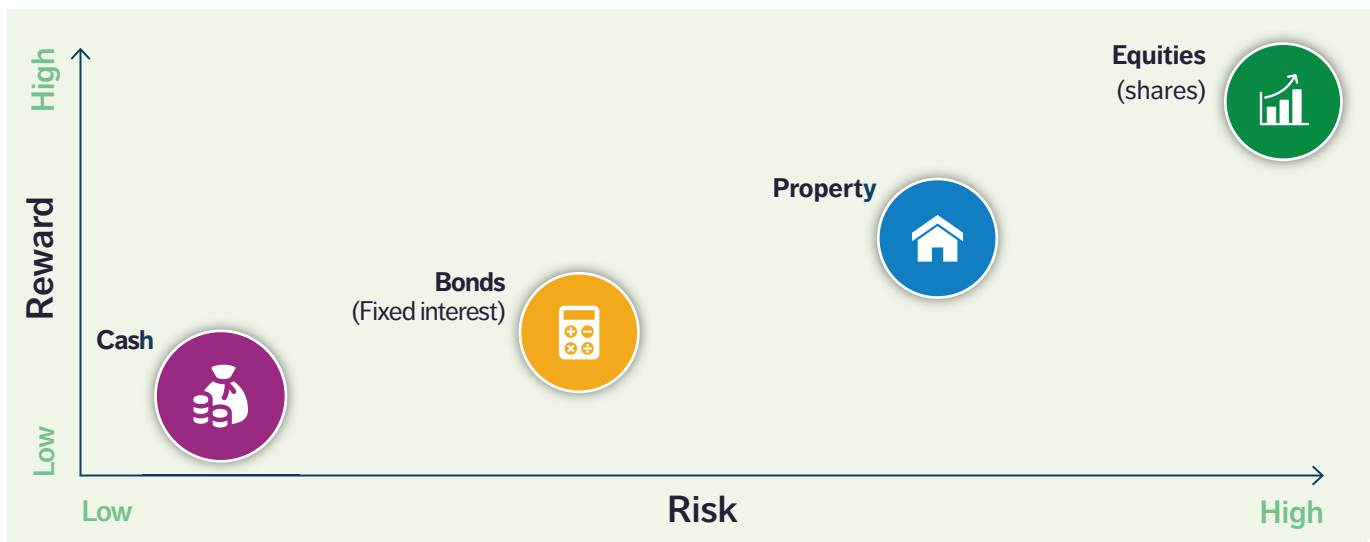 High
Equities
(shares)
Property
Reward
Bonds
(Fixed interest)
Cash
Low
Low
Risk
High